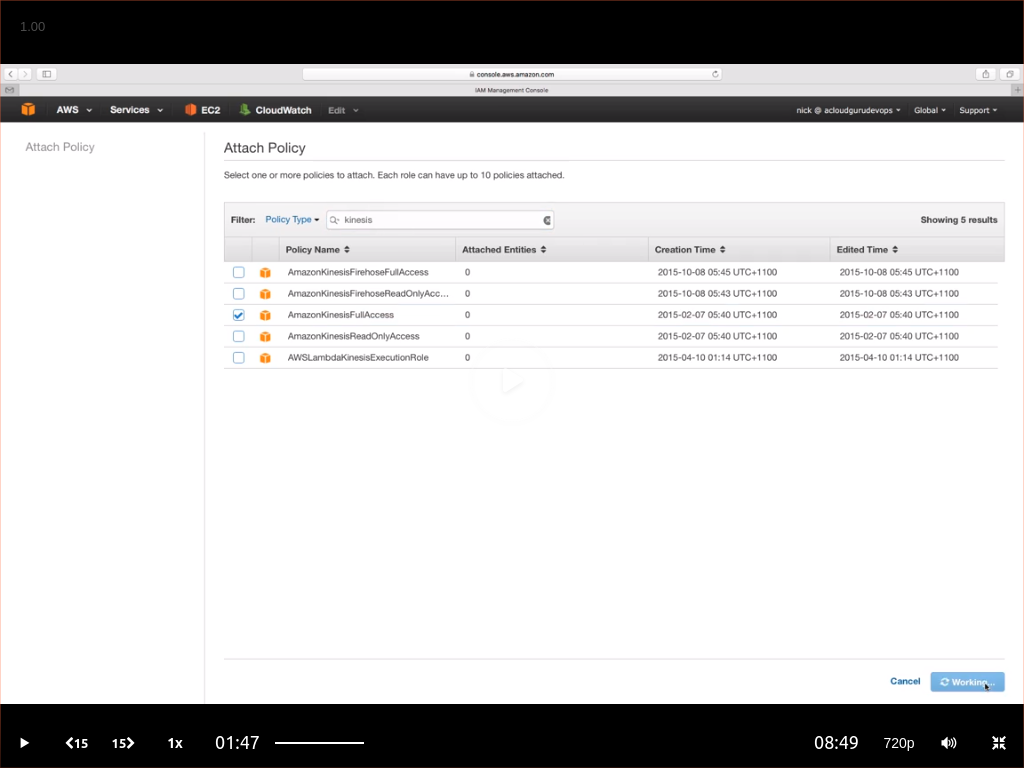 1.00
console.aws.amazon.com
IAM Management Console
AWS Services EC2 CloudWatch Edit nick @ acloudgurudevops Global Support
Attach Policy
Attach Policy
Select one or more policies to attach. Each role can have up to 10 policies attached.
Filter: Policy Type kinesis Showing 5 results
Policy Name Attached Entities Creation Time Edited Time
AmazonKinesisFirehoseFullAccess 0 2015-10-08 05:45 UTC+1100 2015-10-08 05:45 UTC+1100
AmazonKinesisFirehoseReadOnlyAcc... 0 2015-10-08 05:43 UTC+1100 2015-10-08 05:43 UTC+1100
AmazonKinesisFullAccess 0 2015-02-07 05:40 UTC+1100 2015-02-07 05:40 UTC+1100
AmazonKinesisReadOnlyAccess 0 2015-02-07 05:40 UTC+1100 2015-02-07 05:40 UTC+1100
AWSLambdaKinesisExecutionRole 0 2015-04-10 01:14 UTC+1100 2015-04-10 01:14 UTC+1100
Cancel Working...
15 15 1x 01:47 08:49 720p